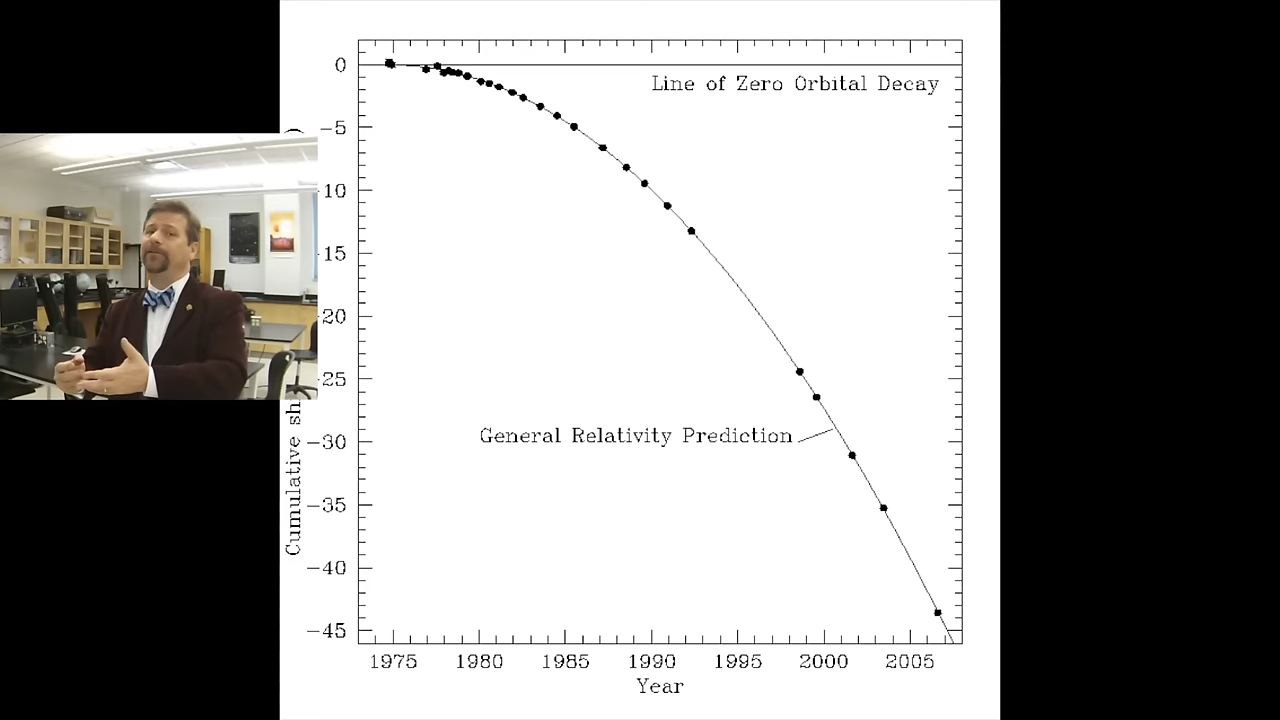 0
Line of Zero Orbital Decay
−5
10
15
20
25
General Relativity Prediction
−30
−35
−40
−45
Cumulative sh
1975 1980 1985 1990 1995 2000 2005
Year